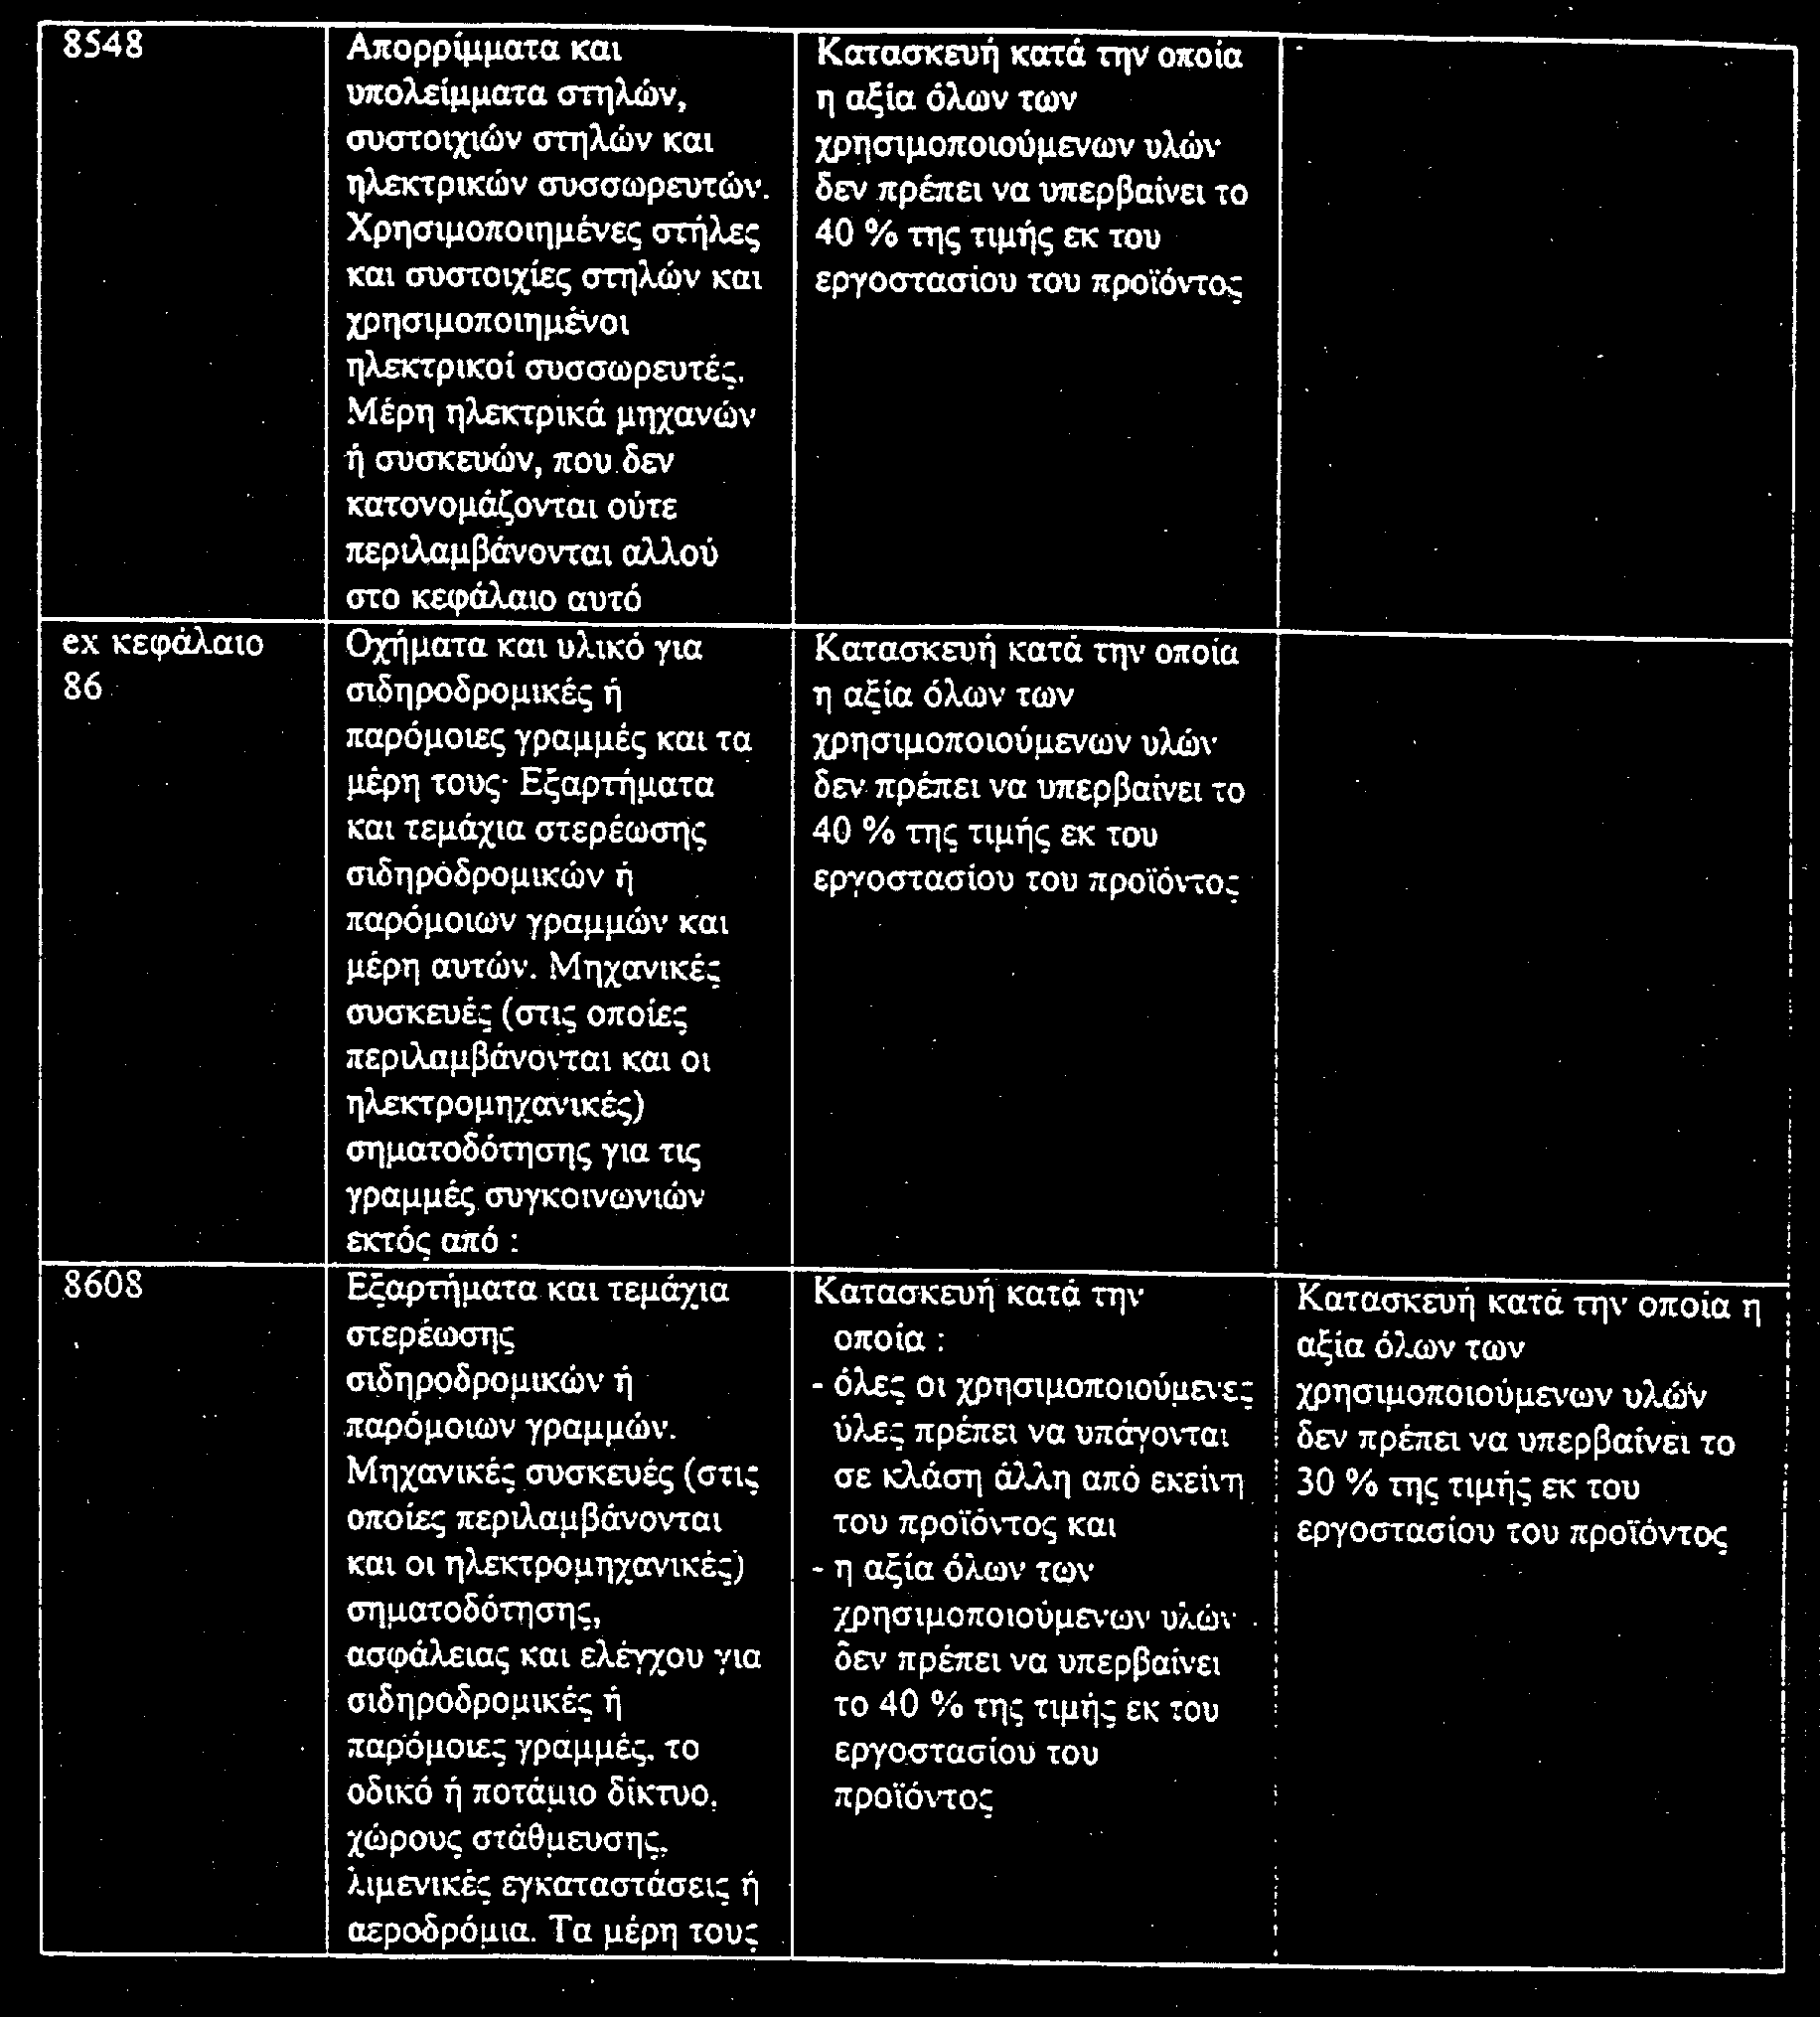 8548
Απορρίμματα και
υπολείμματα στηλών,
συστοιχιών στηλών και
ηλεκτρικών συσσωρευτών.
Χρησιμοποιημένες στήλες
και συστοιχίες στηλών και
χρησιμοποιημένοι
ηλεκτρικοί συσσωρευτές.
Μέρη ηλεκτρικά μηχανών
ή συσκευών, που δεν
κατονομάζονται ούτε
περιλαμβάνονται αλλού
στο κεφάλαιο αυτό
Κατασκευή κατά την οποία
η αξία όλων των
χρησιμοποιούμενων υλών
δεν πρέπει να υπερβαίνει το
40 % της τιμής εκ του
εργοστασίου του προϊόντος
ex κεφάλαιο
86
Οχήματα και υλικό για
σιδηροδρομικές ή
παρόμοιες γραμμές και τα
μέρη τους· Εξαρτήματα
και τεμάχια στερέωσης
σιδηροδρομικών ή
παρόμοιων γραμμών και
μέρη αυτών. Μηχανικές
συσκευές (στις οποίες
περιλαμβάνονται και οι
ηλεκτρομηχανικές)
σηματοδότησης για τις
γραμμές συγκοινωνιών
εκτός από :
Κατασκευή κατά την οποία
η αξία όλων των
χρησιμοποιούμενων υλών
δεν πρέπει να υπερβαίνει το
40 % της τιμής εκ του
εργοστασίου του προϊόντος
8608
Εξαρτήματα και τεμάχια
στερέωσης
σιδηροδρομικών ή
παρόμοιων γραμμών.
Μηχανικές συσκευές (στις
οποίες περιλαμβάνονται
και οι ηλεκτρομηχανικές)
σηματοδότησης,
ασφάλειας και ελέγχου για
σιδηροδρομικές ή
παρόμοιες γραμμές, το
οδικό ή ποτάμιο δίκτυο,
χώρους στάθμευσης,
λιμενικές εγκαταστάσεις ή
αεροδρόμια. Τα μέρη τους
Κατασκευή κατά την
οποία :
- όλες οι χρησιμοποιούμενες
ύλες πρέπει να υπάγονται
σε κλάση άλλη από εκείνη
του προϊόντος και
- η αξία όλων των
χρησιμοποιούμενων υλών
δεν πρέπει να υπερβαίνει
το 40 % της τιμής εκ του
εργοστασίου του
προϊόντος
Κατασκευή κατά την οποία η
αξία όλων των
χρησιμοποιούμενων υλών
δεν πρέπει να υπερβαίνει το
30 % της τιμής εκ του
εργοστασίου του προϊόντος